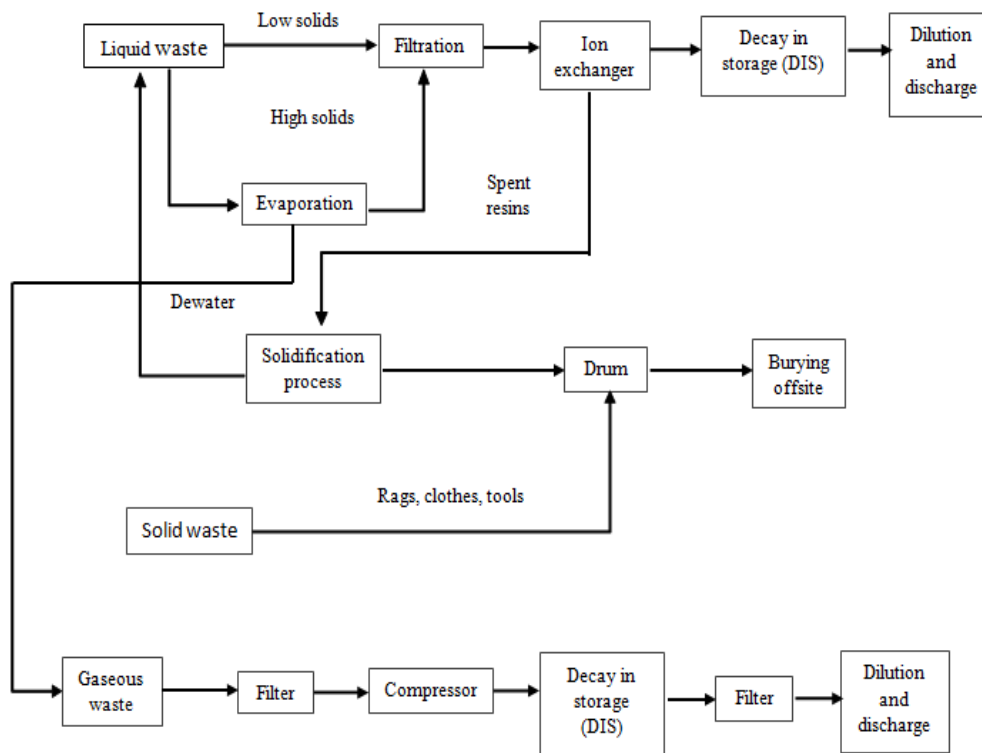 Low solids
Liquid waste
Filtration
Ion
exchanger
Decay in
storage (DIS)
Dilution
and
discharge
High solids
Evaporation
Spent
resins
Dewater
Solidification
process
Drum
Burying
offsite
Rags, clothes, tools
Solid waste
Gaseous
waste
Filter
Compressor
Decay in
storage
(DIS)
Filter
Dilution
and
discharge